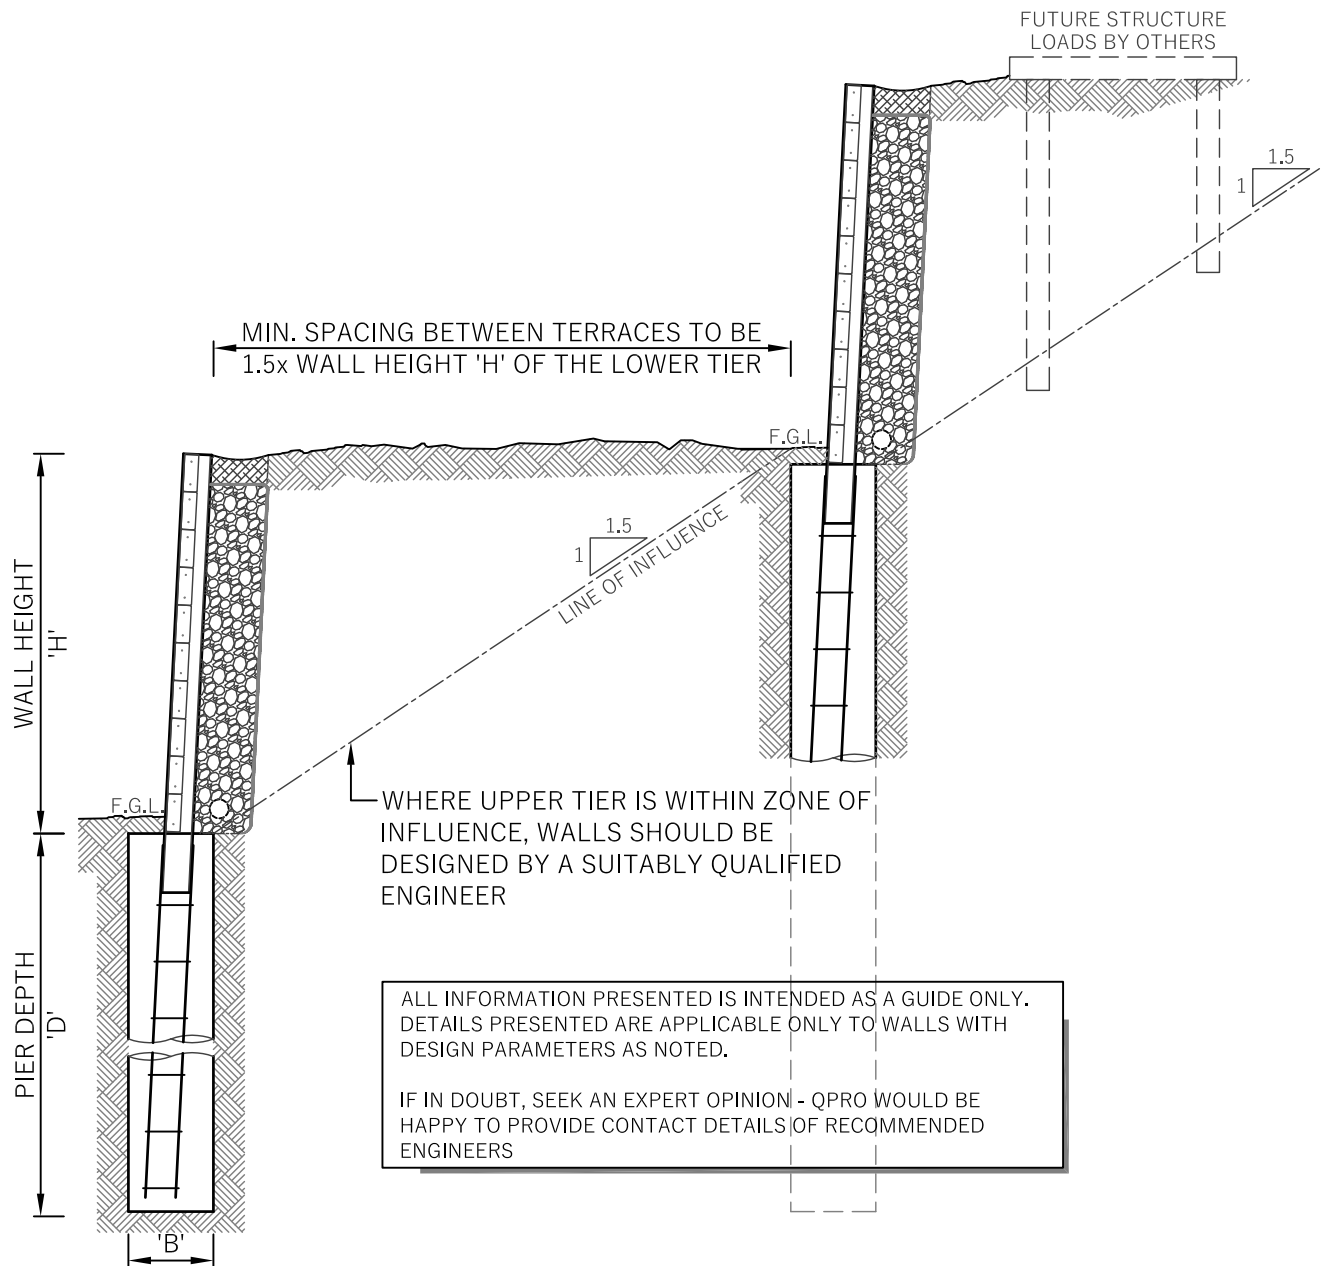 FUTURE STRUCTURE
LOADS BY OTHERS
1.5
1
MIN. SPACING BETWEEN TERRACES TO BE
1.5x WALL HEIGHT 'H' OF THE LOWER TIER
F.G.L.
1.5
1
LINE OF INFLUENCE
WALL HEIGHT
'H'
F.G.L.
WHERE UPPER TIER IS WITHIN ZONE OF
INFLUENCE, WALLS SHOULD BE
DESIGNED BY A SUITABLY QUALIFIED
ENGINEER
PIER DEPTH
'D'
ALL INFORMATION PRESENTED IS INTENDED AS A GUIDE ONLY.
DETAILS PRESENTED ARE APPLICABLE ONLY TO WALLS WITH
DESIGN PARAMETERS AS NOTED.
IF IN DOUBT, SEEK AN EXPERT OPINION - QPRO WOULD BE
HAPPY TO PROVIDE CONTACT DETAILS OF RECOMMENDED
ENGINEERS
'B'